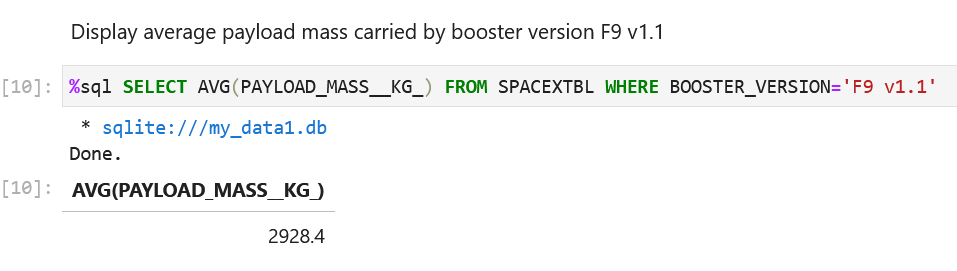 Display average payload mass carried by booster version F9 v1.1
[10]: %sql SELECT AVG(PAYLOAD_MASS__KG_) FROM SPACEXTBL WHERE BOOSTER_VERSION='F9 v1.1'
* sqlite:///my_data1.db
Done.
[10]: AVG(PAYLOAD_MASS__KG_)
2928.4